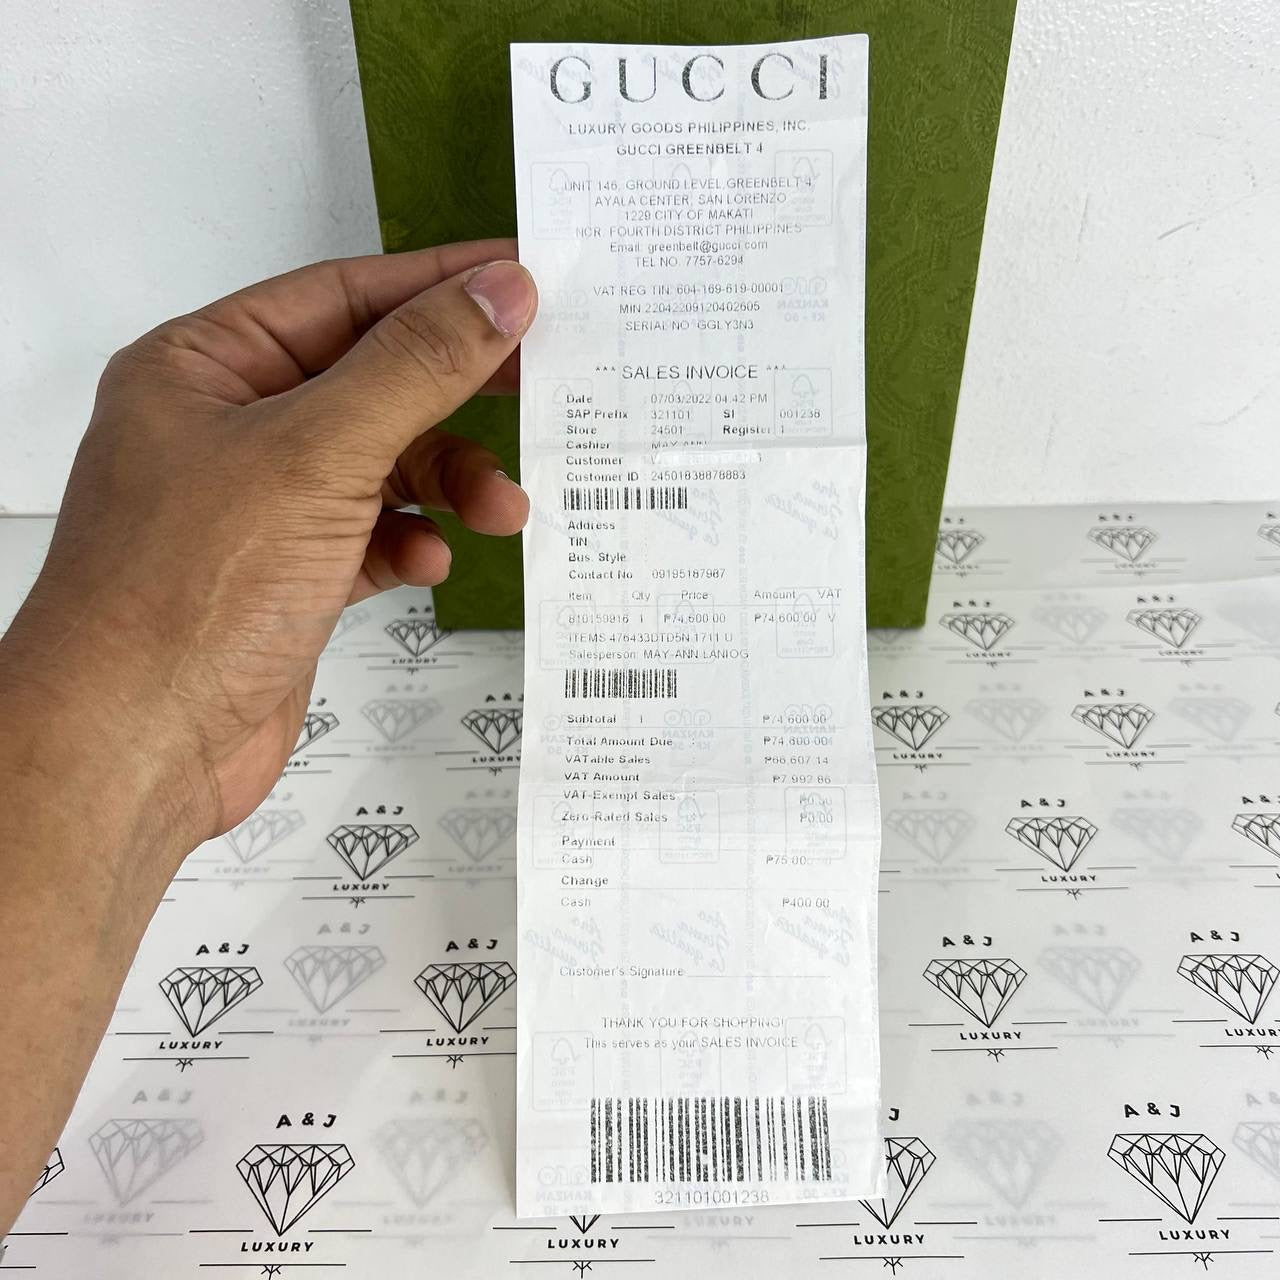 GUCCI
LUXURY GOODS PHILIPPINES, INC.
GUCCI GREENBELT 4
UNIT 146, GROUND LEVEL,GREENBELT 4,
AYALA CENTER, SAN LORENZO
1229 CITY OF MAKATI
NCR, FOURTH DISTRICT PHILIPPINES
Email: greenbelt@gucci.com
TEL NO. 7757-6294
VAT REG TIN: 604-169-619-00001
MIN 22042209120402605
SERIAL NO GGLY3N3
*** SALES INVOICE ***
Date : 07/03/2022 04:42 PM
SAP Prefix : 321101 SI 001238
Store : 24501 Register 1
Cashier MAY ANN
Customer
Customer ID : 24501838878883
Address
TIN
Bus. Style
Contact No 09195187987
Item Qty Price Amount VAT
810159916 1 ₱74,600.00 ₱74,600.00 V
ITEMS 476433DTD5N 1711 U
Salesperson: MAY-ANN LANIOG
Subtotal 1 ₱74,600.00
Total Amount Due : ₱74,600.00
VATable Sales : ₱66,607.14
VAT Amount : ₱7,992.86
VAT-Exempt Sales : ₱0.00
Zero-Rated Sales ₱0.00
Payment
Cash ₱75,000.00
Change
Cash ₱400.00
Customer's Signature
THANK YOU FOR SHOPPING!
This serves as your SALES INVOICE
321101001238
A & J
LUXURY